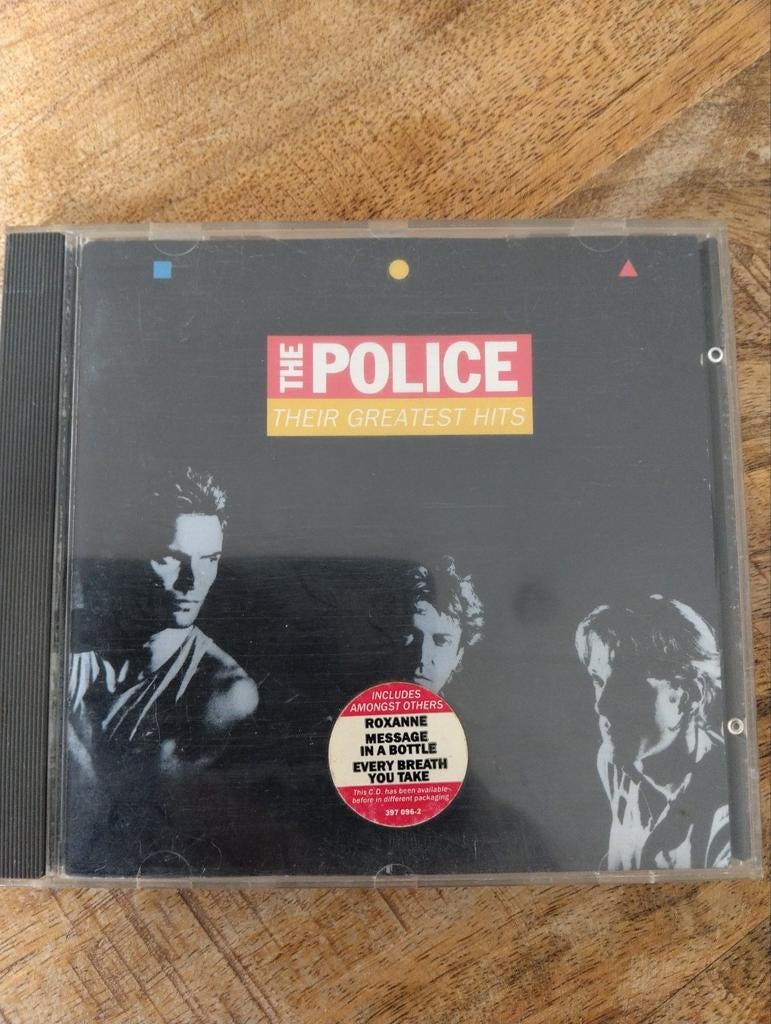 THE POLICE
THEIR GREATEST HITS
INCLUDES
AMONGST OTHERS
ROXANNE
MESSAGE
IN A BOTTLE
EVERY BREATH
YOU TAKE
This C.D. has been available
before in different packaging
397 096-2